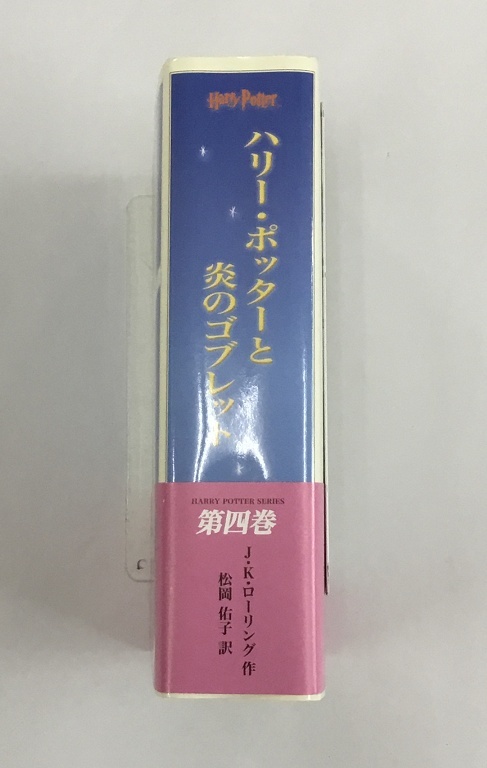 Harry Potter
ハリー・ポッターと
炎のゴブレット
HARRY POTTER SERIES
第四巻
J・K・ローリング 作
松岡 佑子 訳